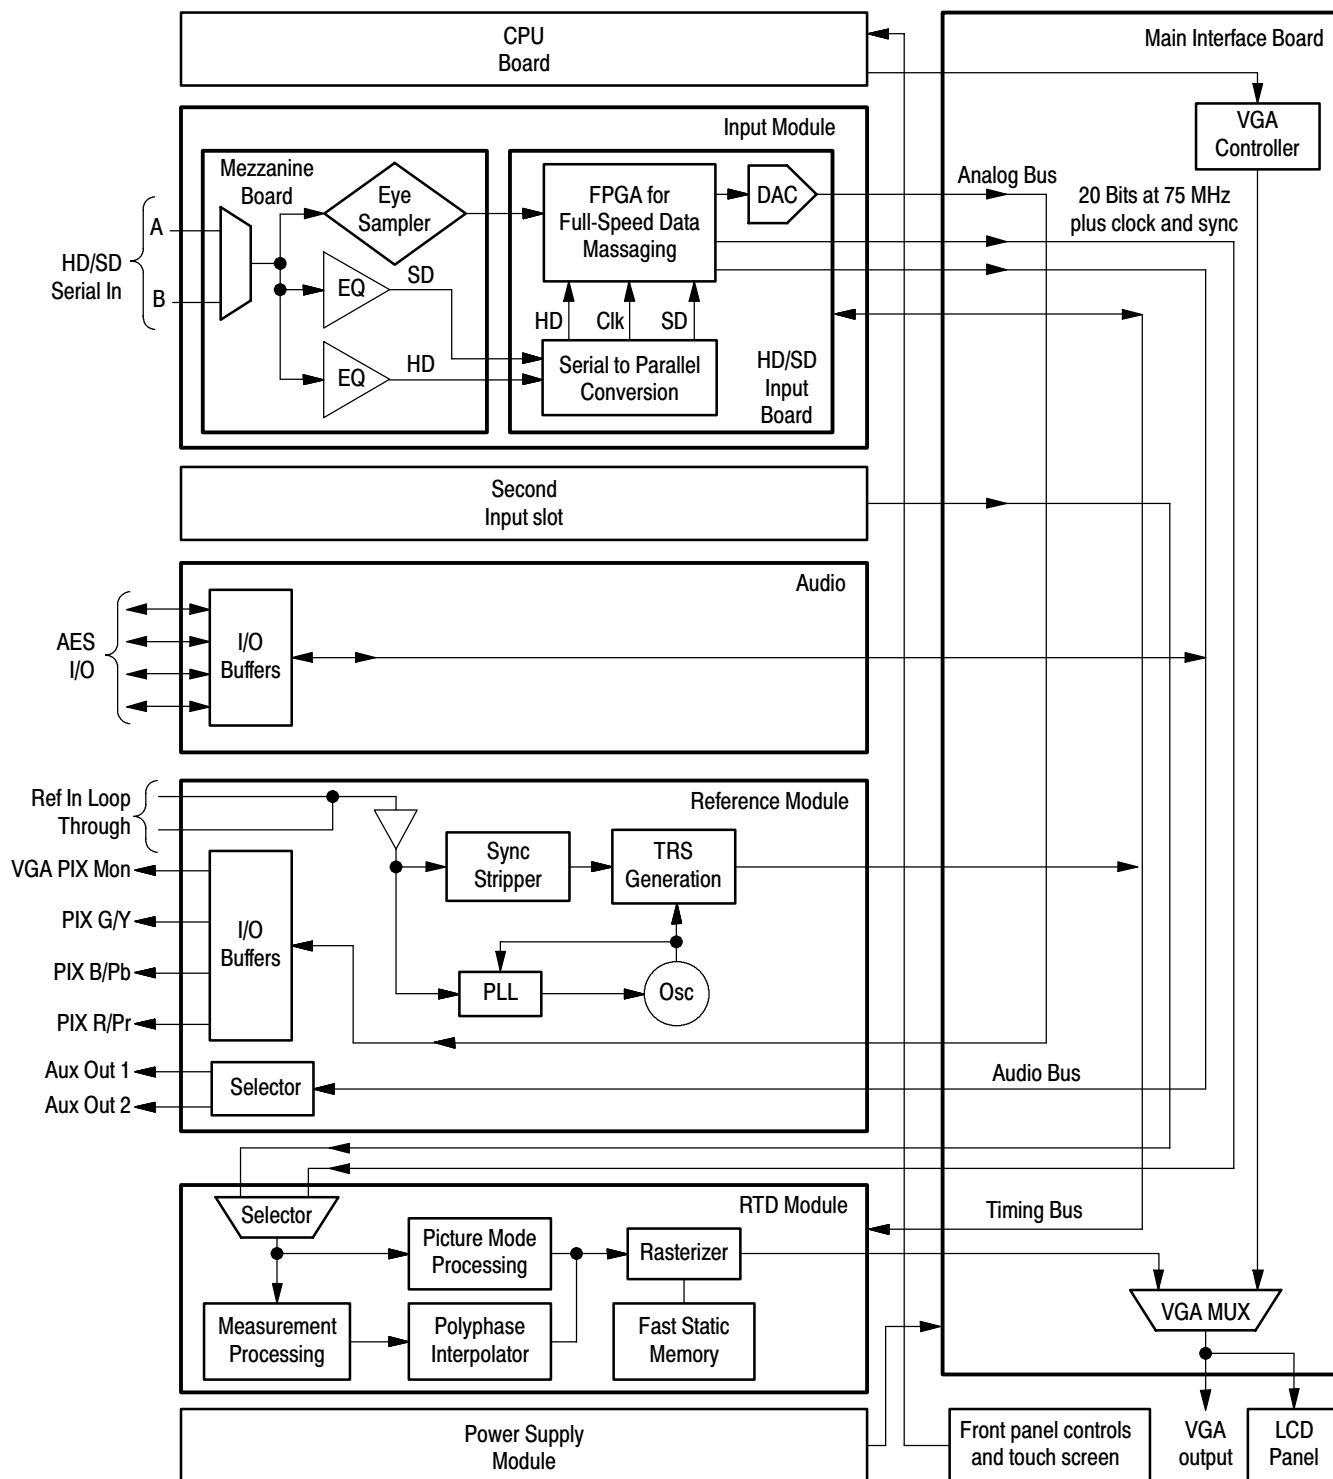 CPU
Board
Main Interface Board
VGA
Controller
Input Module
Mezzanine
Board
Eye
Sampler
FPGA for
Full-Speed Data
Massaging
DAC
Analog Bus
20 Bits at 75 MHz
plus clock and sync
A
HD/SD
Serial In
B
EQ
SD
HD
Clk
SD
EQ
HD
Serial to Parallel
Conversion
HD/SD
Input
Board
Second
Input slot
Audio
AES
I/O
I/O
Buffers
Ref In Loop
Through
Reference Module
Sync
Stripper
TRS
Generation
VGA PIX Mon
PIX G/Y
PIX B/Pb
PIX R/Pr
I/O
Buffers
PLL
Osc
Aux Out 1
Aux Out 2
Selector
Audio Bus
RTD Module
Selector
Timing Bus
Picture Mode
Processing
Rasterizer
Measurement
Processing
Polyphase
Interpolator
Fast Static
Memory
VGA MUX
Power Supply
Module
Front panel controls
and touch screen
VGA
output
LCD
Panel